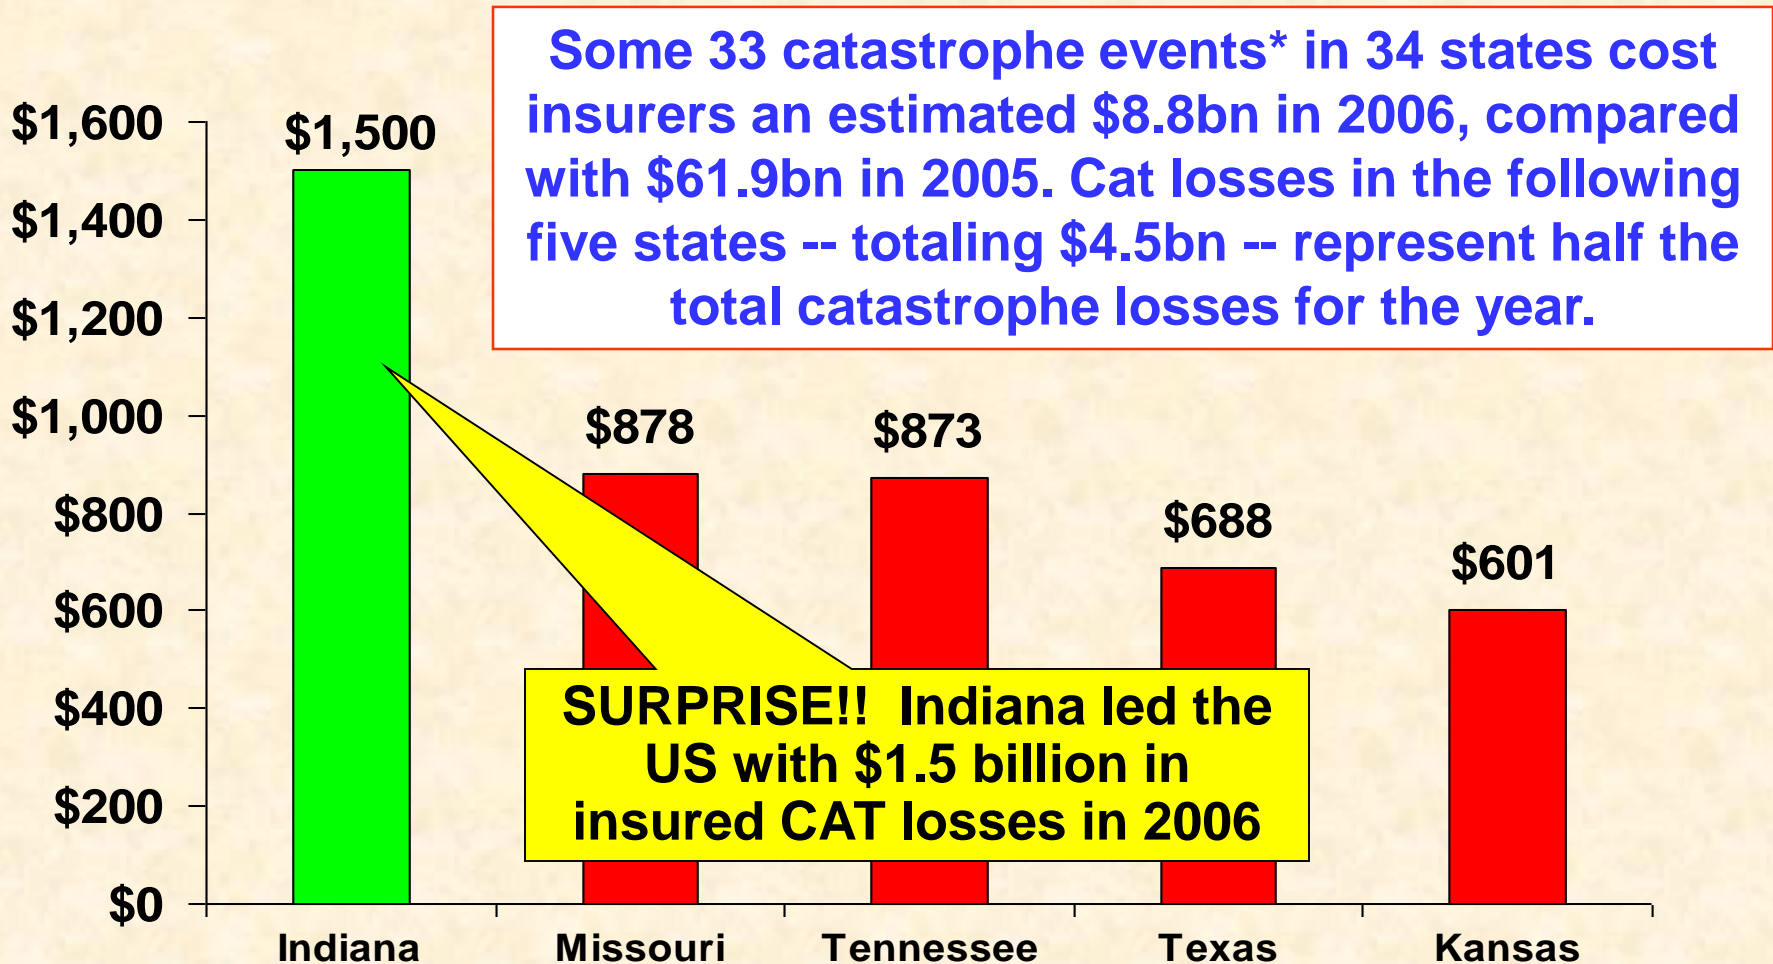 Some 33 catastrophe events* in 34 states cost
insurers an estimated $8.8bn in 2006, compared
with $61.9bn in 2005. Cat losses in the following
five states -- totaling $4.5bn -- represent half the
total catastrophe losses for the year.
$1,600
$1,400
$1,200
$1,000
$800
$600
$400
$200
$0
$1,500
$878
$873
$688
$601
SURPRISE!! Indiana led the
US with $1.5 billion in
insured CAT losses in 2006
Indiana Missouri Tennessee Texas Kansas